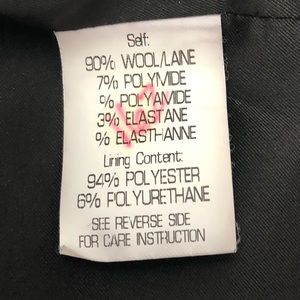 Self:
90% WOOL/LAINE
7% POLYMIDE
% POLYAMIDE
3% ELASTANE
% ELASTHANNE
Lining Content:
94% POLYESTER
6% POLYURETHANE
SEE REVERSE SIDE
FOR CARE INSTRUCTION